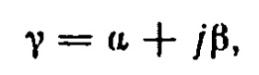 γ = α + jβ,